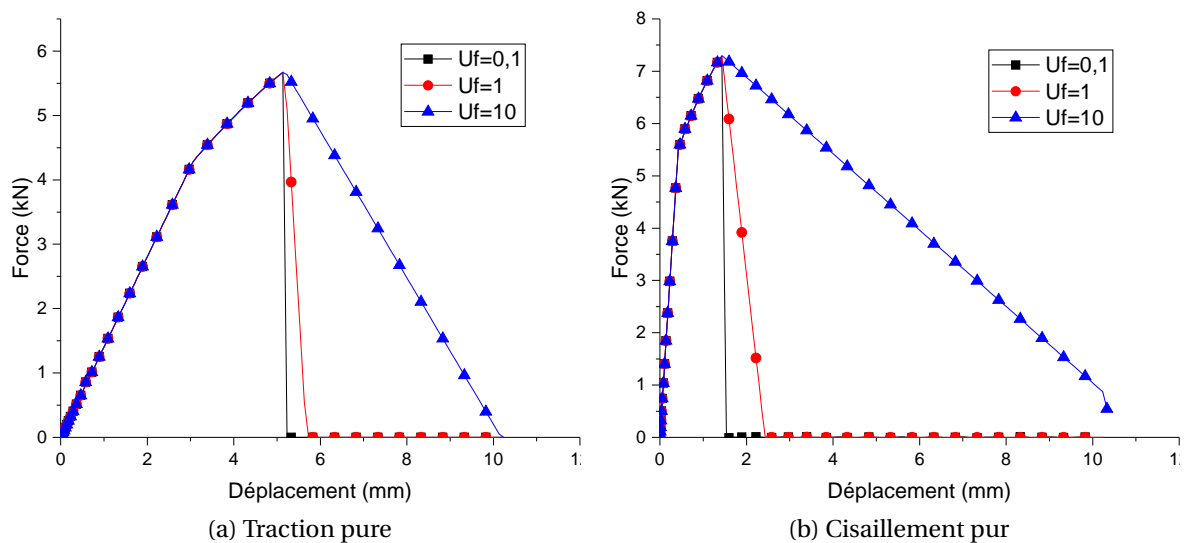 6
5
4
3
2
1
0
Force (kN)
Uf=0,1
Uf=1
Uf=10
0 2 4 6 8 10 12
Déplacement (mm)
(a) Traction pure
8
7
6
5
4
3
2
1
0
Force (kN)
Uf=0,1
Uf=1
Uf=10
0 2 4 6 8 10 12
Déplacement (mm)
(b) Cisaillement pur